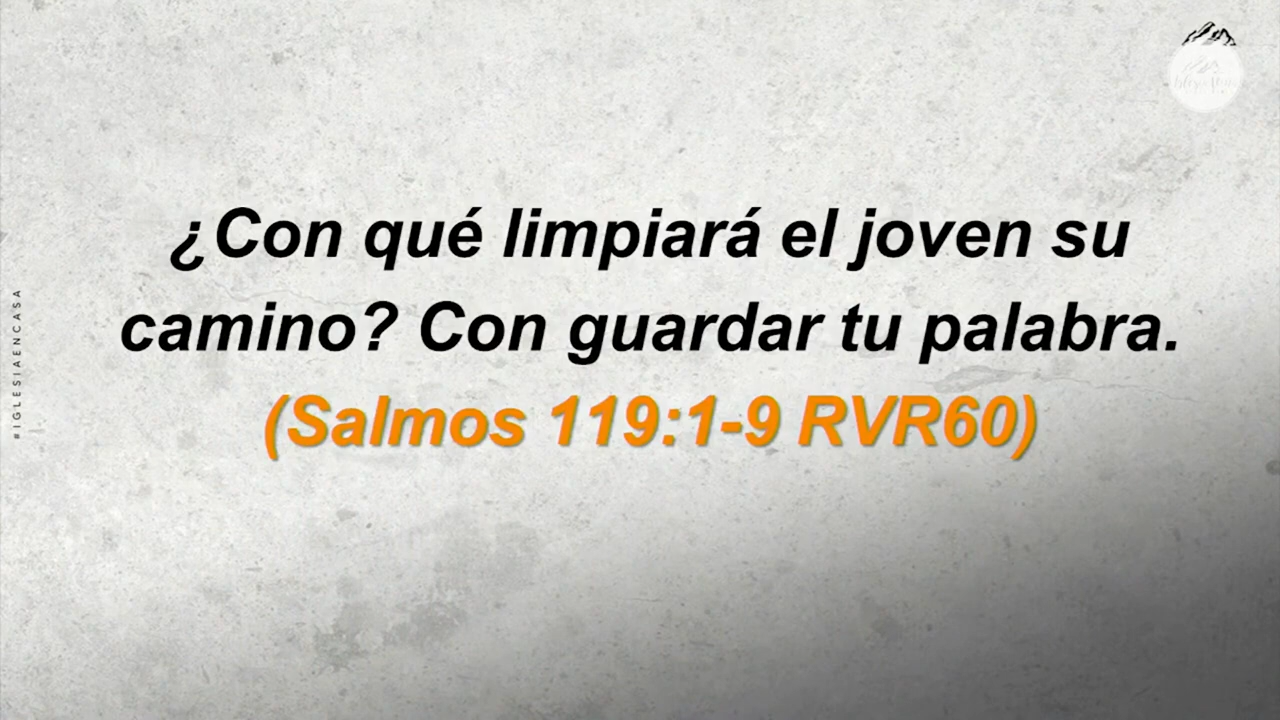 ¿Con qué limpiará el joven su
camino? Con guardar tu palabra.
(Salmos 119:1-9 RVR60)
#IGLESIAENCASA